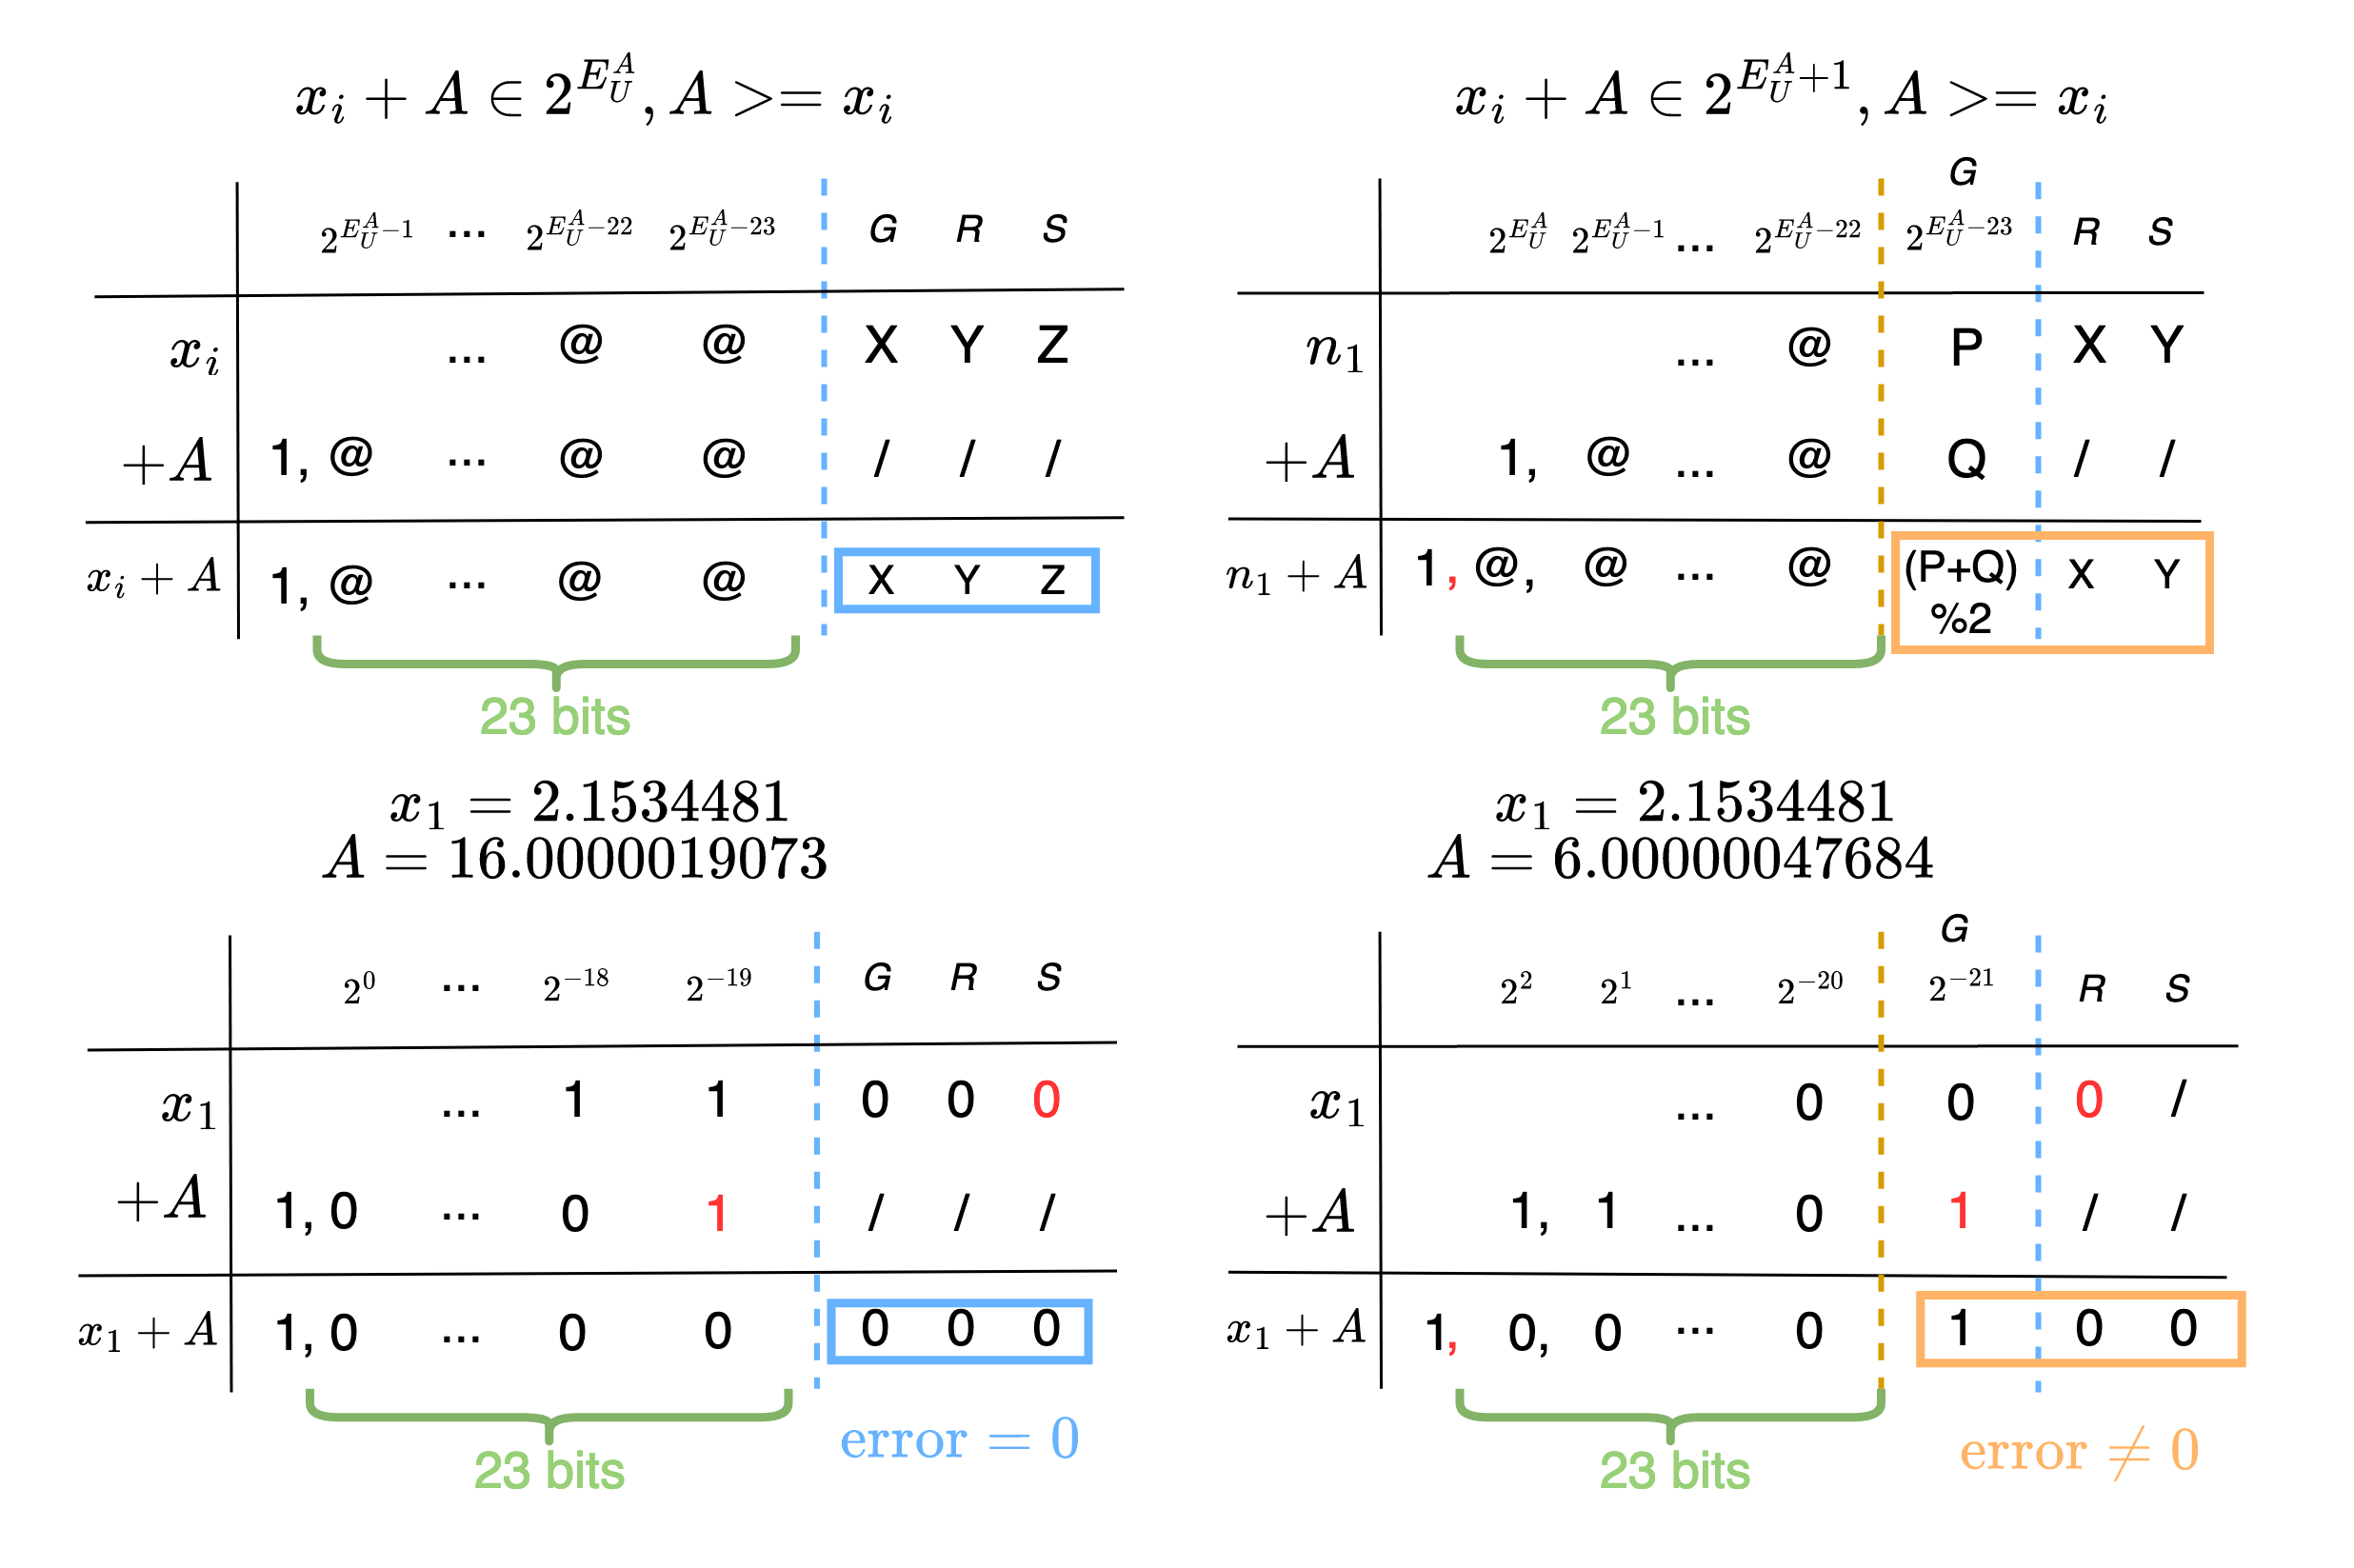 $x_i + A \in 2^{E_U^A}, A >= x_i$
$2^{E_U^A-1}$ ... $2^{E_U^A-22}$ $2^{E_U^A-23}$ G R S
$x_i$ ... @ @ X Y Z
$+A$ 1, @ ... @ @ / / /
$x_i + A$ 1, @ ... @ @ X Y Z
23 bits
$x_i + A \in 2^{E_U^A+1}, A >= x_i$
G
$2^{E_U^A}$ $2^{E_U^A-1}$ ... $2^{E_U^A-22}$ $2^{E_U^A-23}$ R S
$n_1$ ... @ P X Y
$+A$ 1, @ ... @ Q / /
$n_1 + A$ 1, @, @ ... @ (P+Q) X Y
%2
23 bits
$x_1 = 2.1534481$
$A = 16.0000019073$
$2^0$ ... $2^{-18}$ $2^{-19}$ G R S
$x_1$ ... 1 1 0 0 0
$+A$ 1, 0 ... 0 1 / / /
$x_1 + A$ 1, 0 ... 0 0 0 0 0
error = 0
23 bits
$x_1 = 2.1534481$
$A = 6.00000047684$
G
$2^2$ $2^1$ ... $2^{-20}$ $2^{-21}$ R S
$x_1$ ... 0 0 0 /
$+A$ 1, 1 ... 0 1 / /
$x_1 + A$ 1, 0, 0 ... 0 1 0 0
error ≠ 0
23 bits